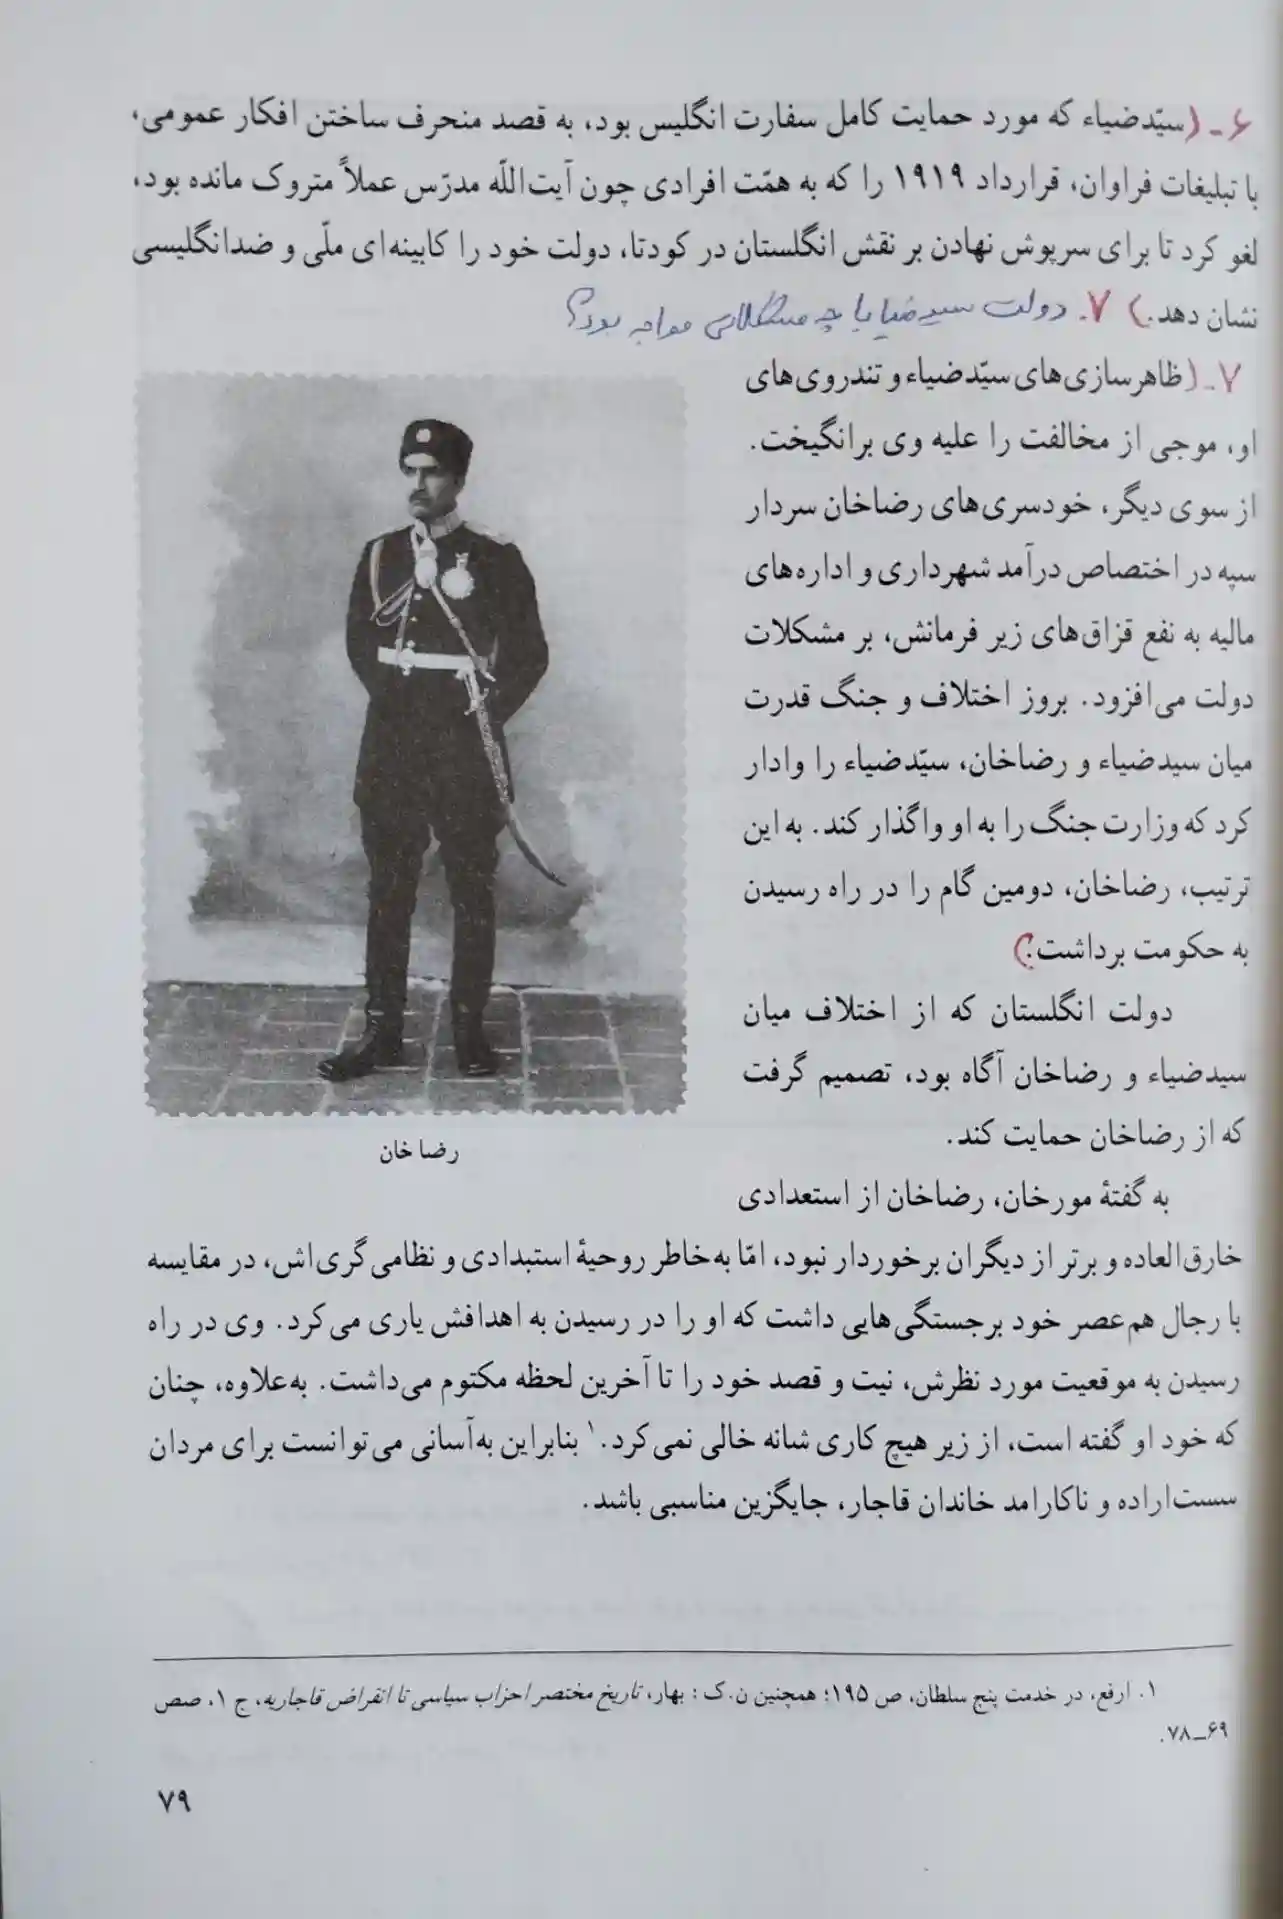 ۶ـ (سیّدضیاء که مورد حمایت کامل سفارت انگلیس بود، به قصد منحرف ساختن افکار عمومی،
با تبلیغات فراوان، قرارداد ۱۹۱۹ را که به همّت افرادی چون آیت‌اللّه مدرّس عملاً متروک مانده بود،
لغو کرد تا برای سرپوش نهادن بر نقش انگلستان در کودتا، دولت خود را کابینه‌ای ملّی و ضدانگلیسی
نشان دهد.) ۷. دولت سیدضیا با چه مشکلاتی مواجه بود؟
۷ـ (ظاهرسازی‌های سیّدضیاء و تندروی‌های
او، موجی از مخالفت را علیه وی برانگیخت.
از سوی دیگر، خودسری‌های رضاخان سردار
سپه در اختصاص درآمد شهرداری و اداره‌های
مالیه به نفع قزاق‌های زیر فرمانش، بر مشکلات
دولت می‌افزود. بروز اختلاف و جنگ قدرت
میان سیدضیاء و رضاخان، سیّدضیاء را وادار
کرد که وزارت جنگ را به او واگذار کند. به این
ترتیب، رضاخان، دومین گام را در راه رسیدن
به حکومت برداشت.)
دولت انگلستان که از اختلاف میان
سیدضیاء و رضاخان آگاه بود، تصمیم گرفت
که از رضاخان حمایت کند.
رضا خان
به گفتهٔ مورخان، رضاخان از استعدادی
خارق‌العاده و برتر از دیگران برخوردار نبود، امّا به‌خاطر روحیهٔ استبدادی و نظامی‌گری‌اش، در مقایسه
با رجال هم‌عصر خود برجستگی‌هایی داشت که او را در رسیدن به اهدافش یاری می‌کرد. وی در راه
رسیدن به موقعیت مورد نظرش، نیت و قصد خود را تا آخرین لحظه مکتوم می‌داشت. به‌علاوه، چنان
که خود او گفته است، از زیر هیچ کاری شانه خالی نمی‌کرد.۱ بنابراین به‌آسانی می‌توانست برای مردان
سست‌اراده و ناکارامد خاندان قاجار، جایگزین مناسبی باشد.
۱. ارفع، در خدمت پنج سلطان، ص ۱۹۵؛ همچنین ن.ک : بهار، تاریخ مختصر احزاب سیاسی تا انقراض قاجاریه، ج ۱، صص
۶۹ــ۷۸.
۷۹